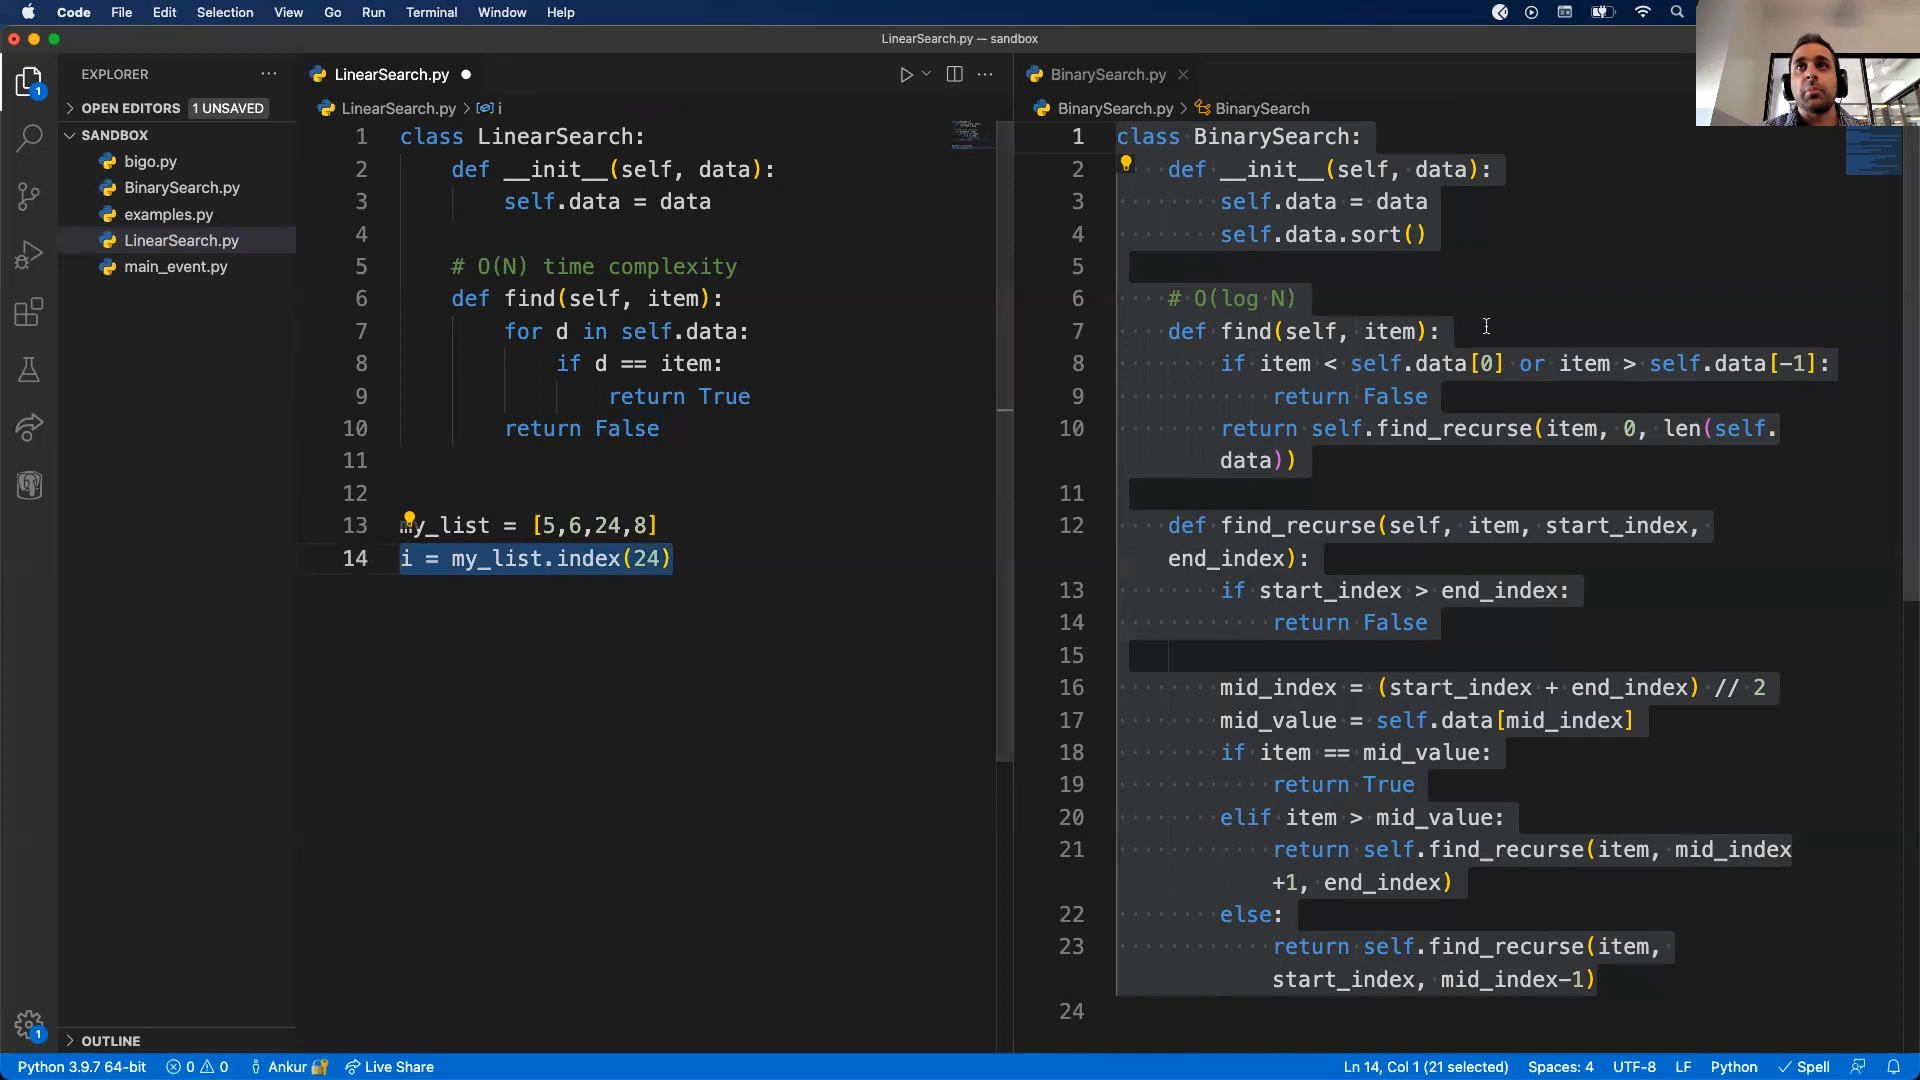 Code File Edit Selection View Go Run Terminal Window Help
LinearSearch.py — sandbox
EXPLORER
OPEN EDITORS 1 UNSAVED
SANDBOX
bigo.py
BinarySearch.py
examples.py
LinearSearch.py
main_event.py
OUTLINE
1
1
LinearSearch.py
LinearSearch.py > i
1 class LinearSearch:
2 def __init__(self, data):
3 self.data = data
4
5 # O(N) time complexity
6 def find(self, item):
7 for d in self.data:
8 if d == item:
9 return True
10 return False
11
12
13 my_list = [5,6,24,8]
14 i = my_list.index(24)
BinarySearch.py
BinarySearch.py > BinarySearch
1 class BinarySearch:
2 def __init__(self, data):
3 self.data = data
4 self.data.sort()
5
6 # O(log N)
7 def find(self, item):
8 if item < self.data[0] or item > self.data[-1]:
9 return False
10 return self.find_recurse(item, 0, len(self.
data))
11
12 def find_recurse(self, item, start_index,
end_index):
13 if start_index > end_index:
14 return False
15
16 mid_index = (start_index + end_index) // 2
17 mid_value = self.data[mid_index]
18 if item == mid_value:
19 return True
20 elif item > mid_value:
21 return self.find_recurse(item, mid_index
+1, end_index)
22 else:
23 return self.find_recurse(item,
start_index, mid_index-1)
24
Python 3.9.7 64-bit 0 0 Ankur Live Share Ln 14, Col 1 (21 selected) Spaces: 4 UTF-8 LF Python Spell